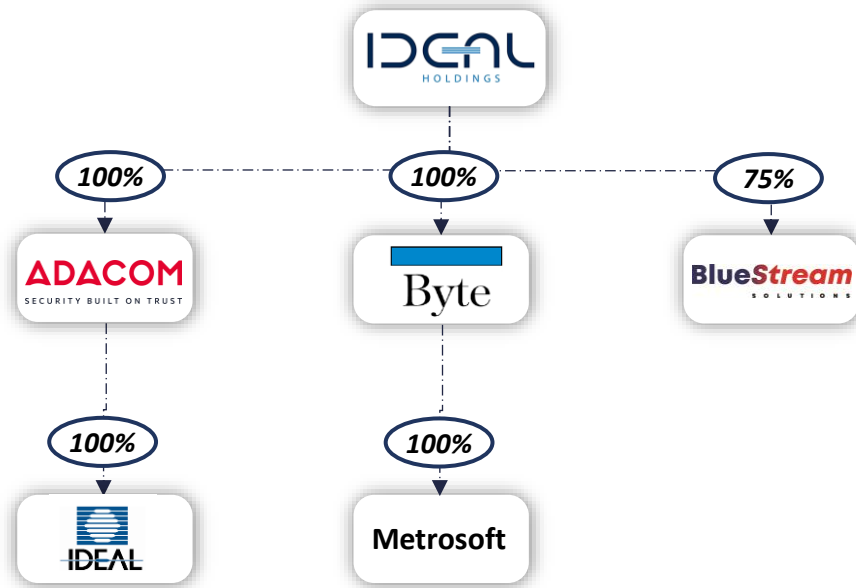 IDEAL
HOLDINGS
100%
100%
75%
ADACOM
SECURITY BUILT ON TRUST
Byte
BlueStream
SOLUTIONS
100%
100%
IDEAL
Metrosoft